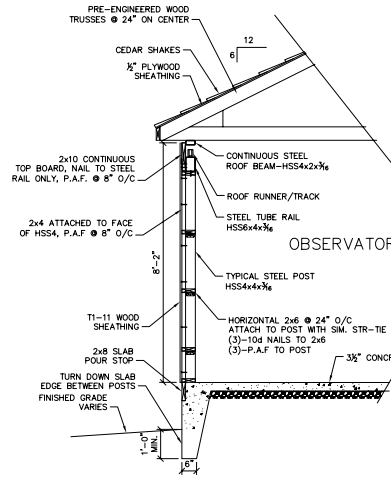 PRE-ENGINEERED WOOD
TRUSSES @ 24" ON CENTER
12
6
CEDAR SHAKES
½" PLYWOOD
SHEATHING
2x10 CONTINUOUS
TOP BOARD, NAIL TO STEEL
RAIL ONLY, P.A.F. @ 8" O/C
CONTINUOUS STEEL
ROOF BEAM-HSS4x2x3/16
ROOF RUNNER/TRACK
STEEL TUBE RAIL
HSS6x4x3/16
2x4 ATTACHED TO FACE
OF HSS4, P.A.F @ 8" O/C
OBSERVATOR
8'-2"
TYPICAL STEEL POST
HSS4x4x3/16
T1-11 WOOD
SHEATHING
HORIZONTAL 2x6 @ 24" O/C
ATTACH TO POST WITH SIM. STR-TIE
(3)-10d NAILS TO 2x6
(3)-P.A.F TO POST
2x8 SLAB
POUR STOP
3½" CONCR
TURN DOWN SLAB
EDGE BETWEEN POSTS
FINISHED GRADE
VARIES
1'-0"
MIN.
6"